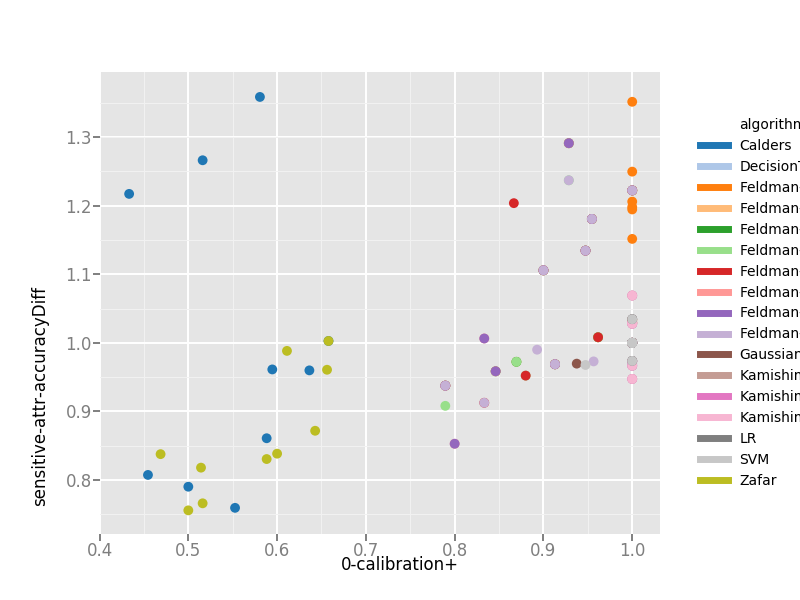 algorithm
Calders
Decision
Feldman
Feldman
Feldman
Feldman
Feldman
Feldman
Feldman
Feldman
Gaussian
Kamishin
Kamishin
Kamishin
LR
SVM
Zafar
sensitive-attr-accuracyDiff
1.3
1.2
1.1
1.0
0.9
0.8
0.4 0.5 0.6 0.7 0.8 0.9 1.0
0-calibration+